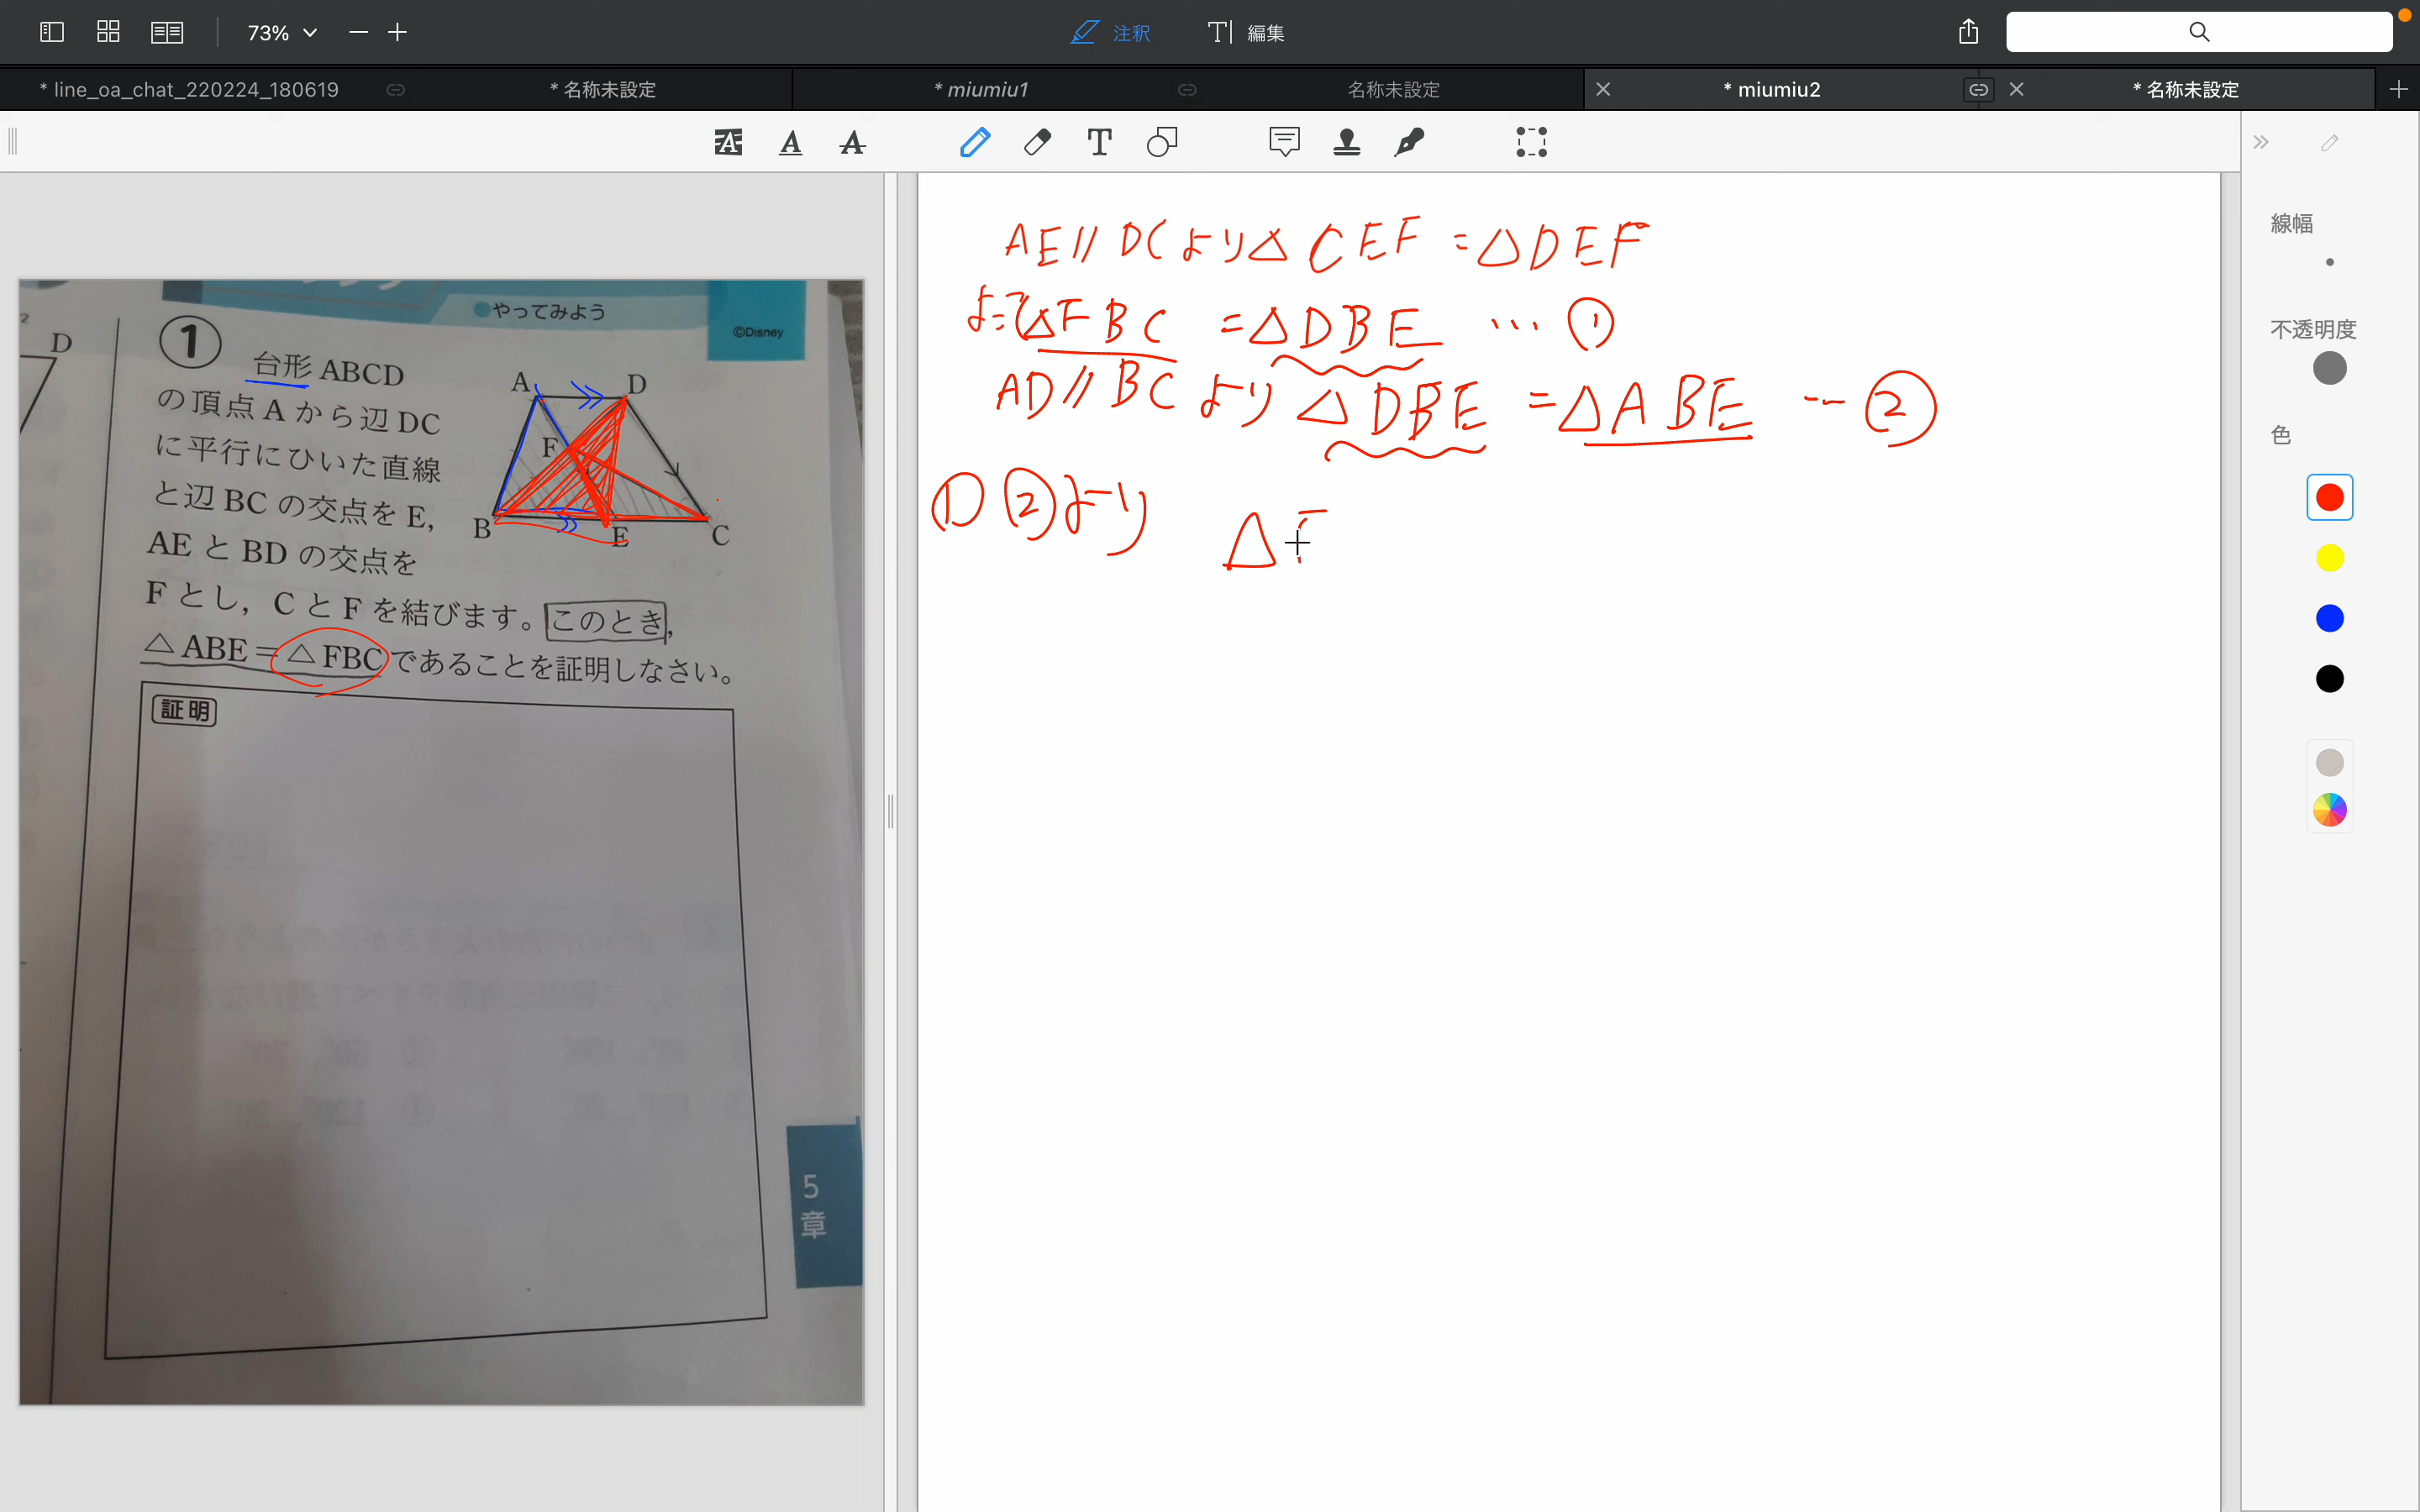 73%
注釈
編集
* line_oa_chat_220224_180619
* 名称未設定
* miumiu1
名称未設定
* miumiu2
* 名称未設定
線幅
不透明度
色
●やってみよう
©Disney
D
① 台形 ABCD
の頂点 A から辺 DC
に平行にひいた直線
と辺 BC の交点を E,
AE と BD の交点を
F とし, C と F を結びます。このとき,
△ABE=△FBC であることを証明しなさい。
A
D
F
B
E
C
証明
5
章
AE // DC より △CEF = △DEF
よって △FBC = △DBE … ①
AD // BC より △DBE = △ABE … ②
① ② より △F